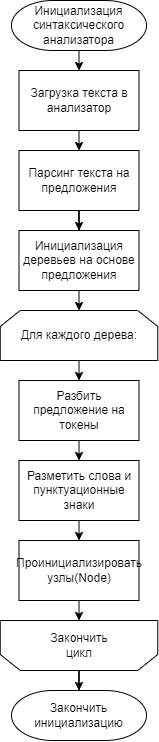 Инициализация
синтаксического
анализатора
Загрузка текста в
анализатор
Парсинг текста на
предложения
Инициализация
деревьев на основе
предложения
Для каждого дерева:
Разбить
предложение на
токены
Разметить слова и
пунктуационные
знаки
Проинициализировать
узлы(Node)
Закончить
цикл
Закончить
инициализацию